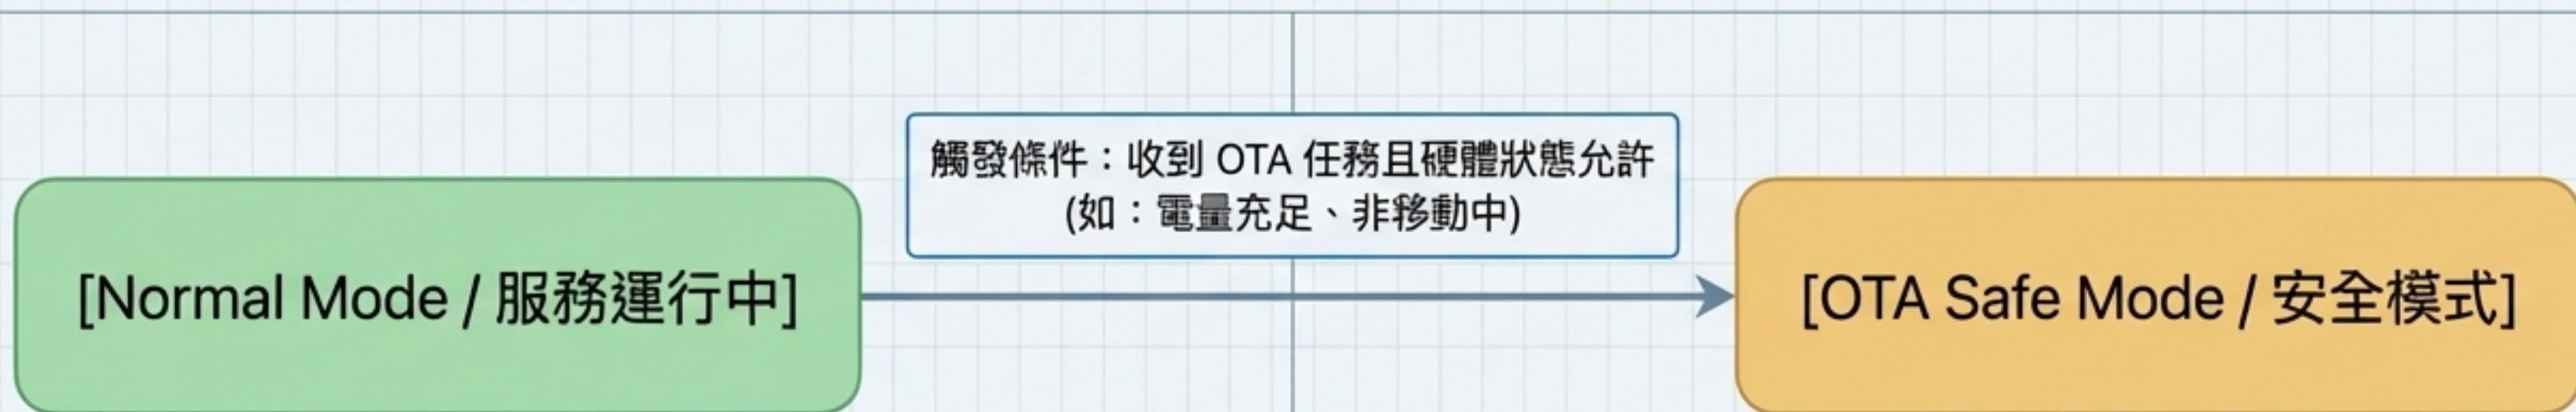 觸發條件：收到 OTA 任務且硬體狀態允許
(如：電量充足、非移動中)
[Normal Mode / 服務運行中]
[OTA Safe Mode / 安全模式]